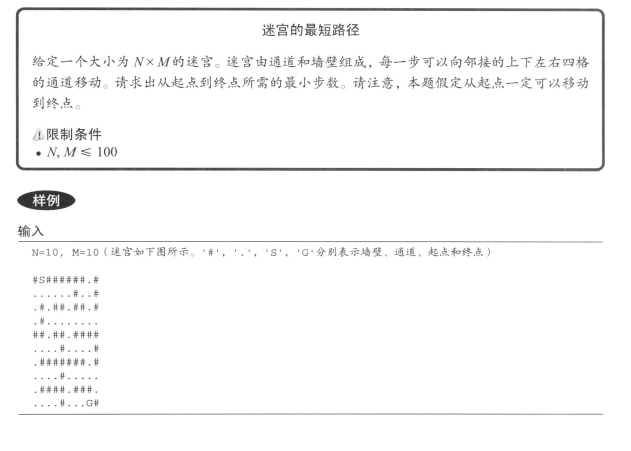 迷宫的最短路径
给定一个大小为 N×M 的迷宫。迷宫由通道和墙壁组成，每一步可以向邻接的上下左右四格
的通道移动。请求出从起点到终点所需的最小步数。请注意，本题假定从起点一定可以移动
到终点。
⚠限制条件
• N, M ≤ 100
样例
输入
N=10, M=10（迷宫如下图所示。'#', '.', 'S', 'G'分别表示墙壁、通道、起点和终点）
#S######.#
......#..#
.#.##.##.#
.#........
##.##.####
....#....#
.#######.#
....#.....
.####.###.
....#...G#